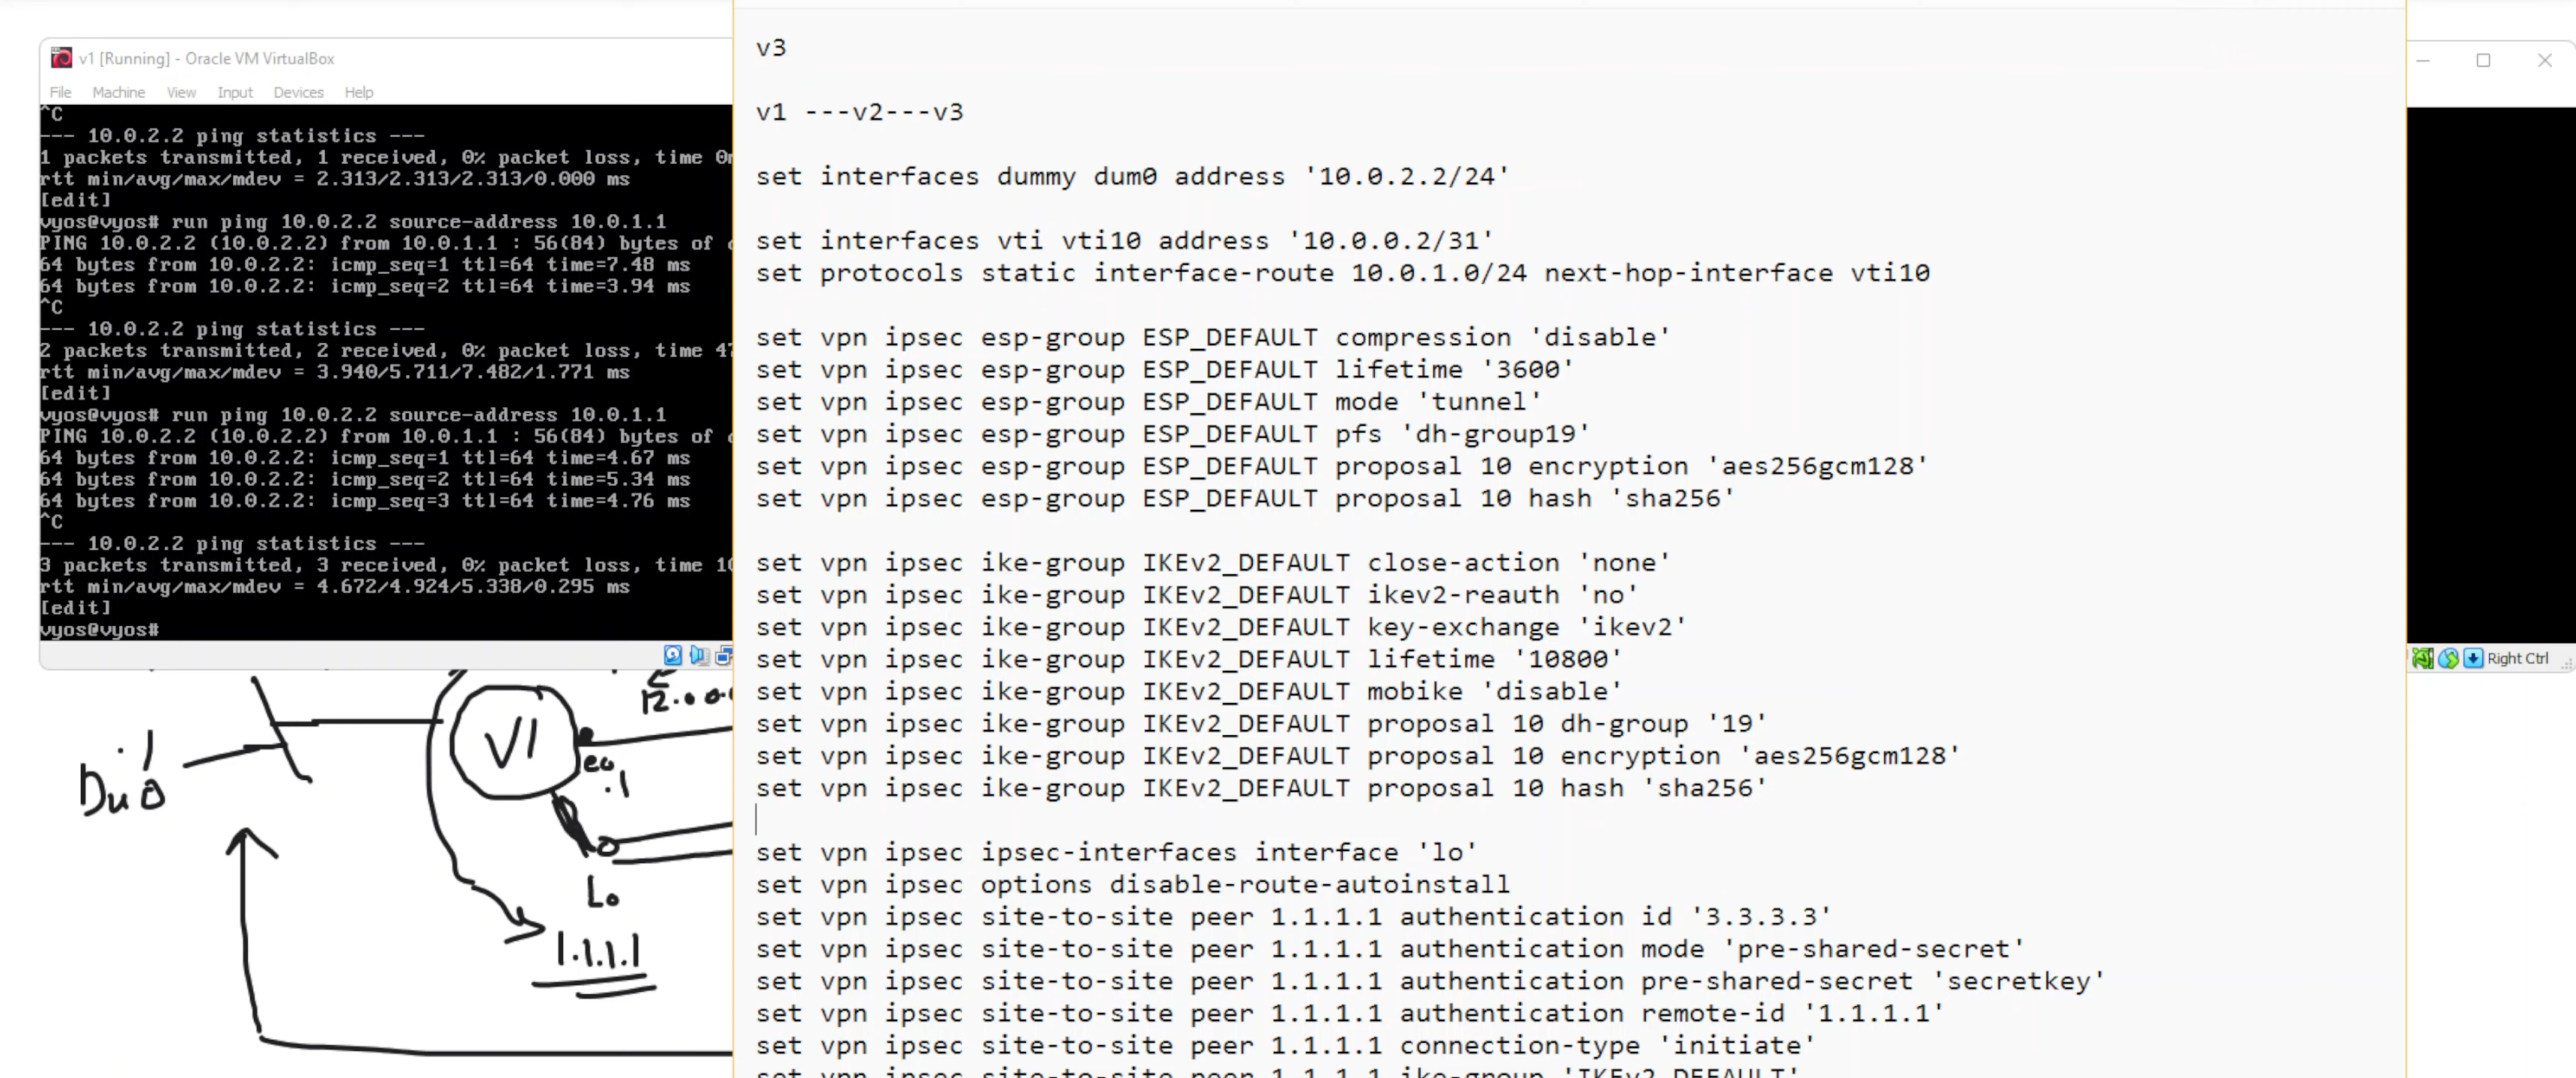 v1 [Running] - Oracle VM VirtualBox
File Machine View Input Devices Help
^C
--- 10.0.2.2 ping statistics ---
1 packets transmitted, 1 received, 0% packet loss, time
rtt min/avg/max/mdev = 2.313/2.313/2.313/0.000 ms
[edit]
vyos@vyos# run ping 10.0.2.2 source-address 10.0.1.1
PING 10.0.2.2 (10.0.2.2) from 10.0.1.1 : 56(84) bytes of
64 bytes from 10.0.2.2: icmp_seq=1 ttl=64 time=7.48 ms
64 bytes from 10.0.2.2: icmp_seq=2 ttl=64 time=3.94 ms
^C
--- 10.0.2.2 ping statistics ---
2 packets transmitted, 2 received, 0% packet loss, time
rtt min/avg/max/mdev = 3.940/5.711/7.482/1.771 ms
[edit]
vyos@vyos# run ping 10.0.2.2 source-address 10.0.1.1
PING 10.0.2.2 (10.0.2.2) from 10.0.1.1 : 56(84) bytes of
64 bytes from 10.0.2.2: icmp_seq=1 ttl=64 time=4.67 ms
64 bytes from 10.0.2.2: icmp_seq=2 ttl=64 time=5.34 ms
64 bytes from 10.0.2.2: icmp_seq=3 ttl=64 time=4.76 ms
^C
--- 10.0.2.2 ping statistics ---
3 packets transmitted, 3 received, 0% packet loss, time
rtt min/avg/max/mdev = 4.672/4.924/5.338/0.295 ms
[edit]
vyos@vyos#
v3
v1 ---v2---v3
set interfaces dummy dum0 address '10.0.2.2/24'
set interfaces vti vti10 address '10.0.0.2/31'
set protocols static interface-route 10.0.1.0/24 next-hop-interface vti10
set vpn ipsec esp-group ESP_DEFAULT compression 'disable'
set vpn ipsec esp-group ESP_DEFAULT lifetime '3600'
set vpn ipsec esp-group ESP_DEFAULT mode 'tunnel'
set vpn ipsec esp-group ESP_DEFAULT pfs 'dh-group19'
set vpn ipsec esp-group ESP_DEFAULT proposal 10 encryption 'aes256gcm128'
set vpn ipsec esp-group ESP_DEFAULT proposal 10 hash 'sha256'
set vpn ipsec ike-group IKEv2_DEFAULT close-action 'none'
set vpn ipsec ike-group IKEv2_DEFAULT ikev2-reauth 'no'
set vpn ipsec ike-group IKEv2_DEFAULT key-exchange 'ikev2'
set vpn ipsec ike-group IKEv2_DEFAULT lifetime '10800'
set vpn ipsec ike-group IKEv2_DEFAULT mobike 'disable'
set vpn ipsec ike-group IKEv2_DEFAULT proposal 10 dh-group '19'
set vpn ipsec ike-group IKEv2_DEFAULT proposal 10 encryption 'aes256gcm128'
set vpn ipsec ike-group IKEv2_DEFAULT proposal 10 hash 'sha256'
set vpn ipsec ipsec-interfaces interface 'lo'
set vpn ipsec options disable-route-autoinstall
set vpn ipsec site-to-site peer 1.1.1.1 authentication id '3.3.3.3'
set vpn ipsec site-to-site peer 1.1.1.1 authentication mode 'pre-shared-secret'
set vpn ipsec site-to-site peer 1.1.1.1 authentication pre-shared-secret 'secretkey'
set vpn ipsec site-to-site peer 1.1.1.1 authentication remote-id '1.1.1.1'
set vpn ipsec site-to-site peer 1.1.1.1 connection-type 'initiate'
set vpn ipsec site-to-site peer 1.1.1.1 ike-group 'IKEv2_DEFAULT'
Right Ctrl
V1
.1
Du0
.1
Lo
1.1.1.1